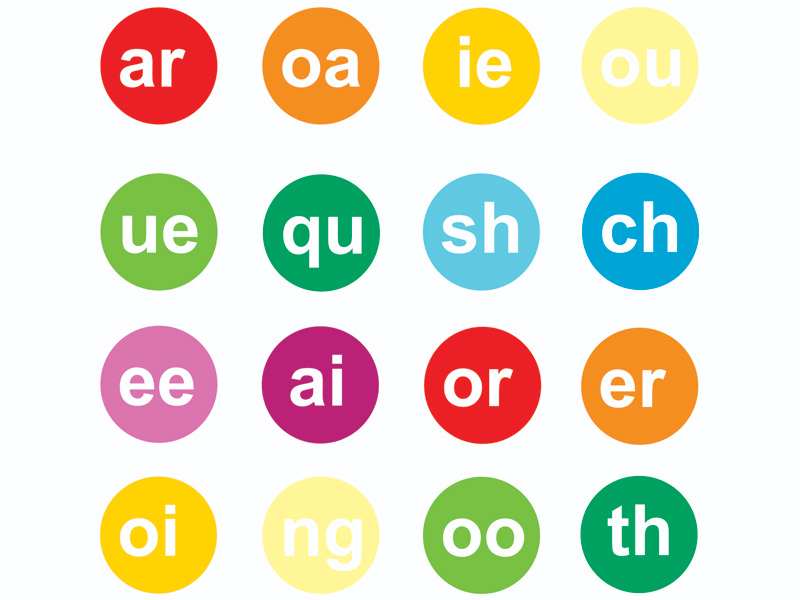 ar oa ie ou
ue qu sh ch
ee ai or er
oi ng oo th